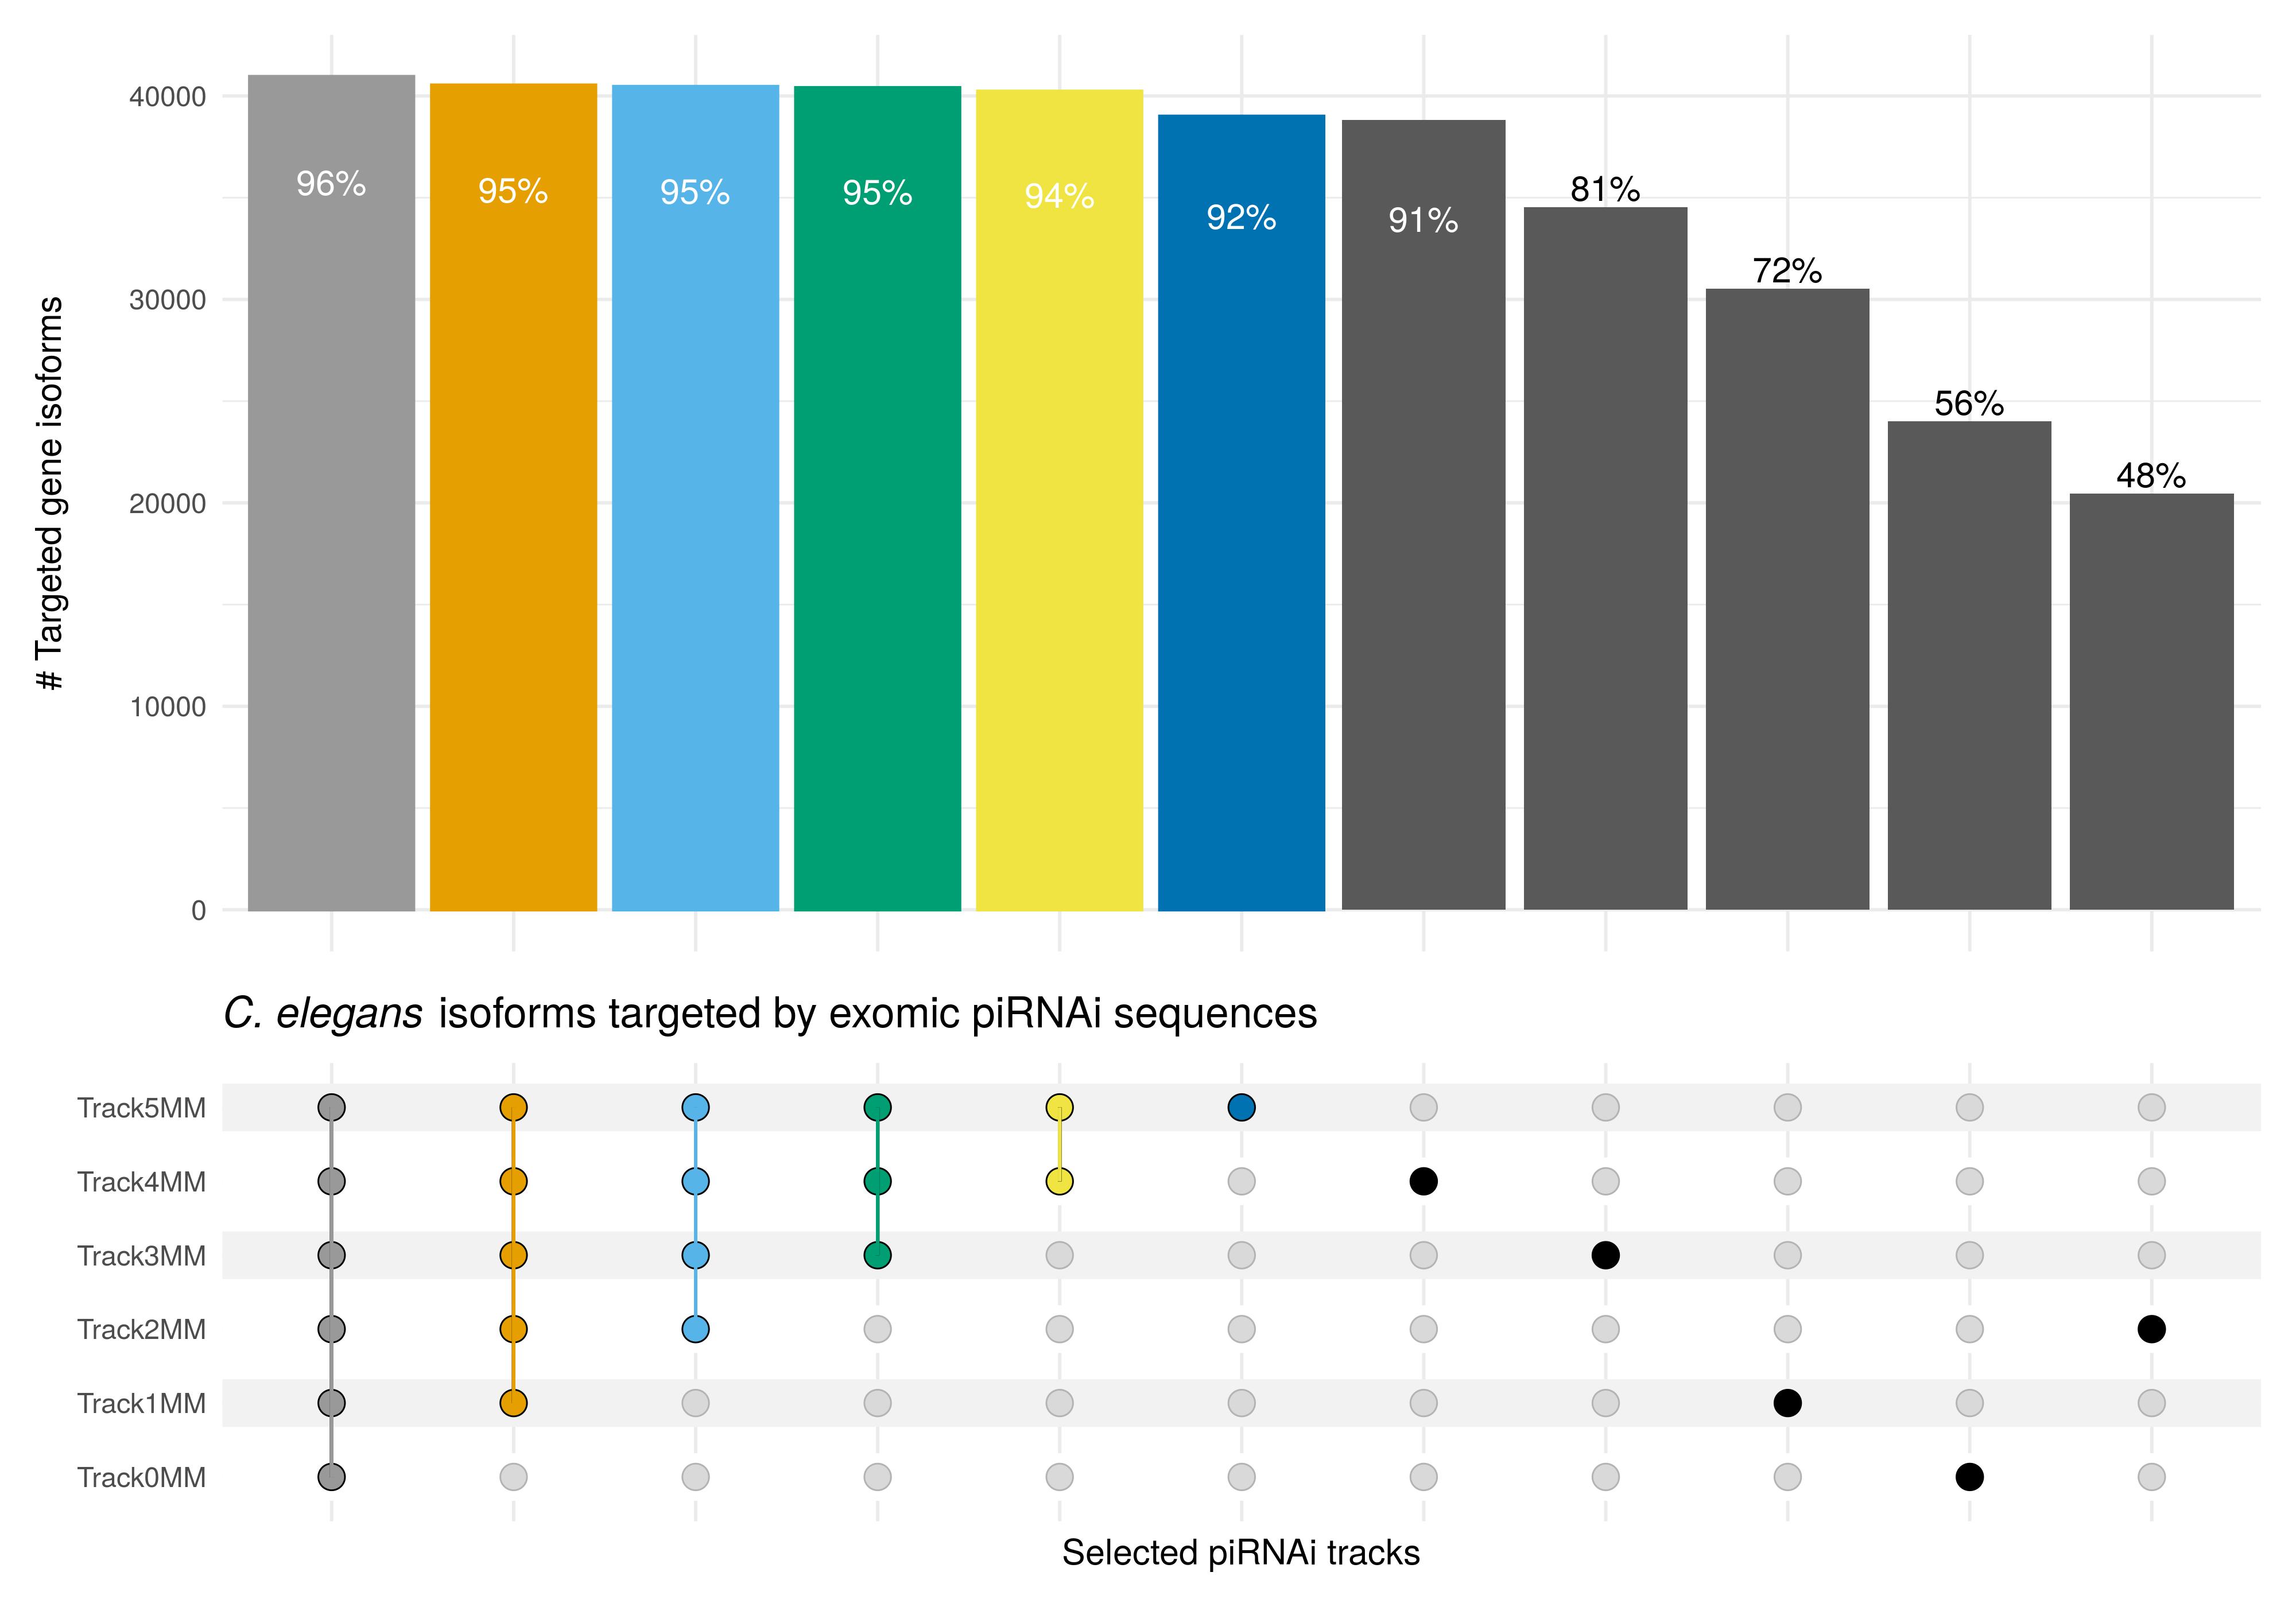 # Targeted gene isoforms
40000
30000
20000
10000
0
96%
95%
95%
95%
94%
92%
91%
81%
72%
56%
48%
C. elegans isoforms targeted by exomic piRNAi sequences
Track5MM
Track4MM
Track3MM
Track2MM
Track1MM
Track0MM
Selected piRNAi tracks